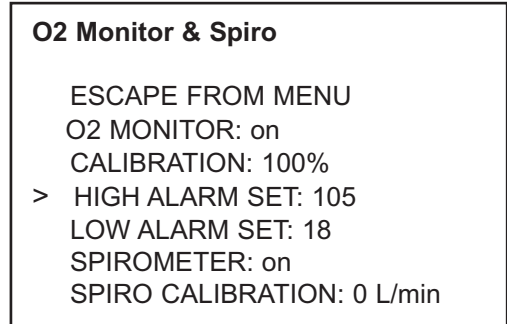 O2 Monitor & Spiro
ESCAPE FROM MENU
O2 MONITOR: on
CALIBRATION: 100%
> HIGH ALARM SET: 105
LOW ALARM SET: 18
SPIROMETER: on
SPIRO CALIBRATION: 0 L/min